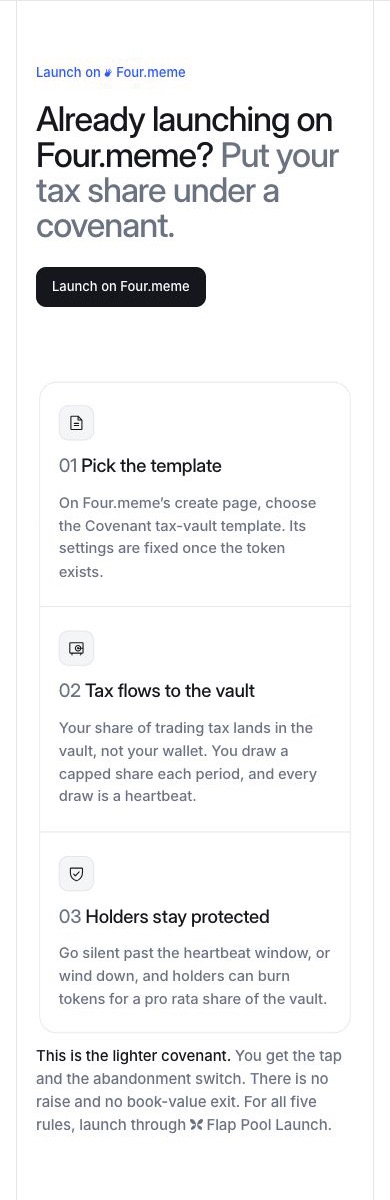 Launch on Four.meme
Already launching on
Four.meme? Put your
tax share under a
covenant.
Launch on Four.meme
01 Pick the template
On Four.meme's create page, choose
the Covenant tax-vault template. Its
settings are fixed once the token
exists.
02 Tax flows to the vault
Your share of trading tax lands in the
vault, not your wallet. You draw a
capped share each period, and every
draw is a heartbeat.
03 Holders stay protected
Go silent past the heartbeat window, or
wind down, and holders can burn
tokens for a pro rata share of the vault.
This is the lighter covenant. You get the tap
and the abandonment switch. There is no
raise and no book-value exit. For all five
rules, launch through Flap Pool Launch.